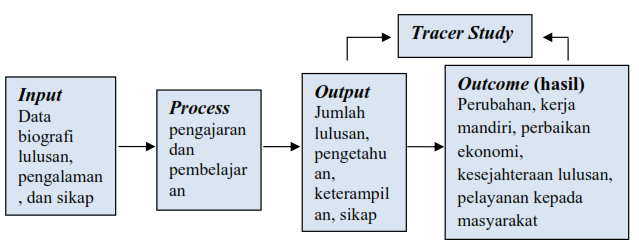 Tracer Study
Input
Data
biografi
lulusan,
pengalaman
, dan sikap
Process
pengajaran
dan
pembelajar
an
Output
Jumlah
lulusan,
pengetahu
an,
keterampil
an, sikap
Outcome (hasil)
Perubahan, kerja
mandiri, perbaikan
ekonomi,
kesejahteraan lulusan,
pelayanan kepada
masyarakat